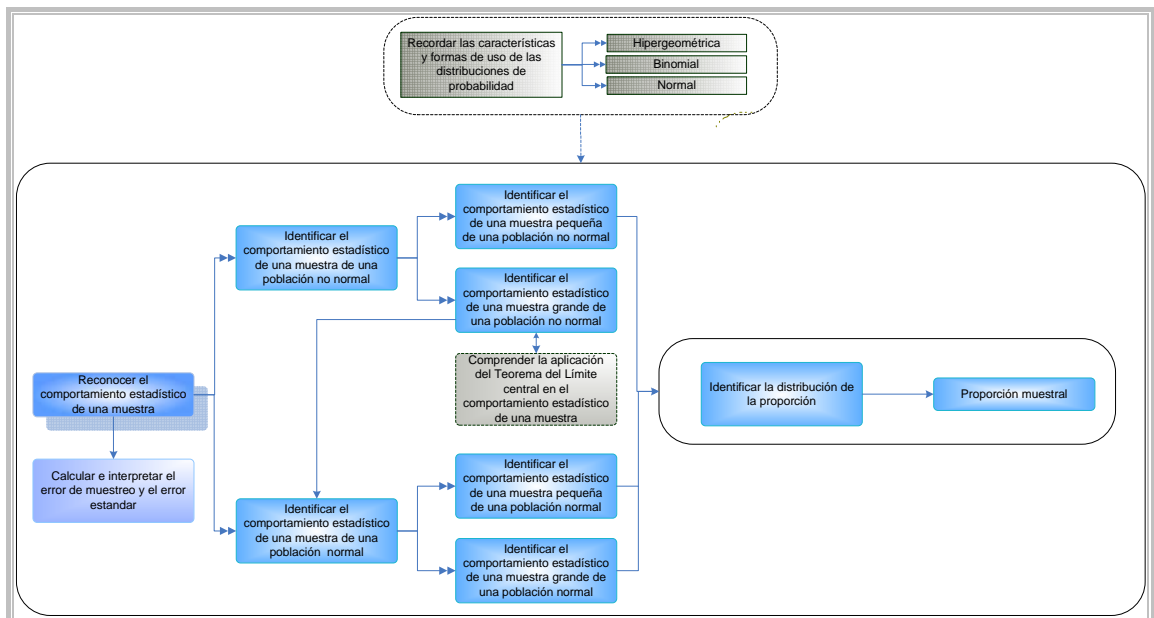 Recordar las características
y formas de uso de las
distribuciones de
probabilidad
Hipergeométrica
Binomial
Normal
Identificar el
comportamiento estadístico
de una muestra pequeña
de una población no normal
Identificar el
comportamiento estadístico
de una muestra de una
población no normal
Identificar el
comportamiento estadístico
de una muestra grande de
una población no normal
Comprender la aplicación
del Teorema del Límite
central en el
comportamiento estadístico
de una muestra
Reconocer el
comportamiento estadístico
de una muestra
Identificar la distribución de
la proporción
Proporción muestral
Calcular e interpretar el
error de muestreo y el error
estandar
Identificar el
comportamiento estadístico
de una muestra pequeña
de una población normal
Identificar el
comportamiento estadístico
de una muestra de una
población normal
Identificar el
comportamiento estadístico
de una muestra grande de
una población normal